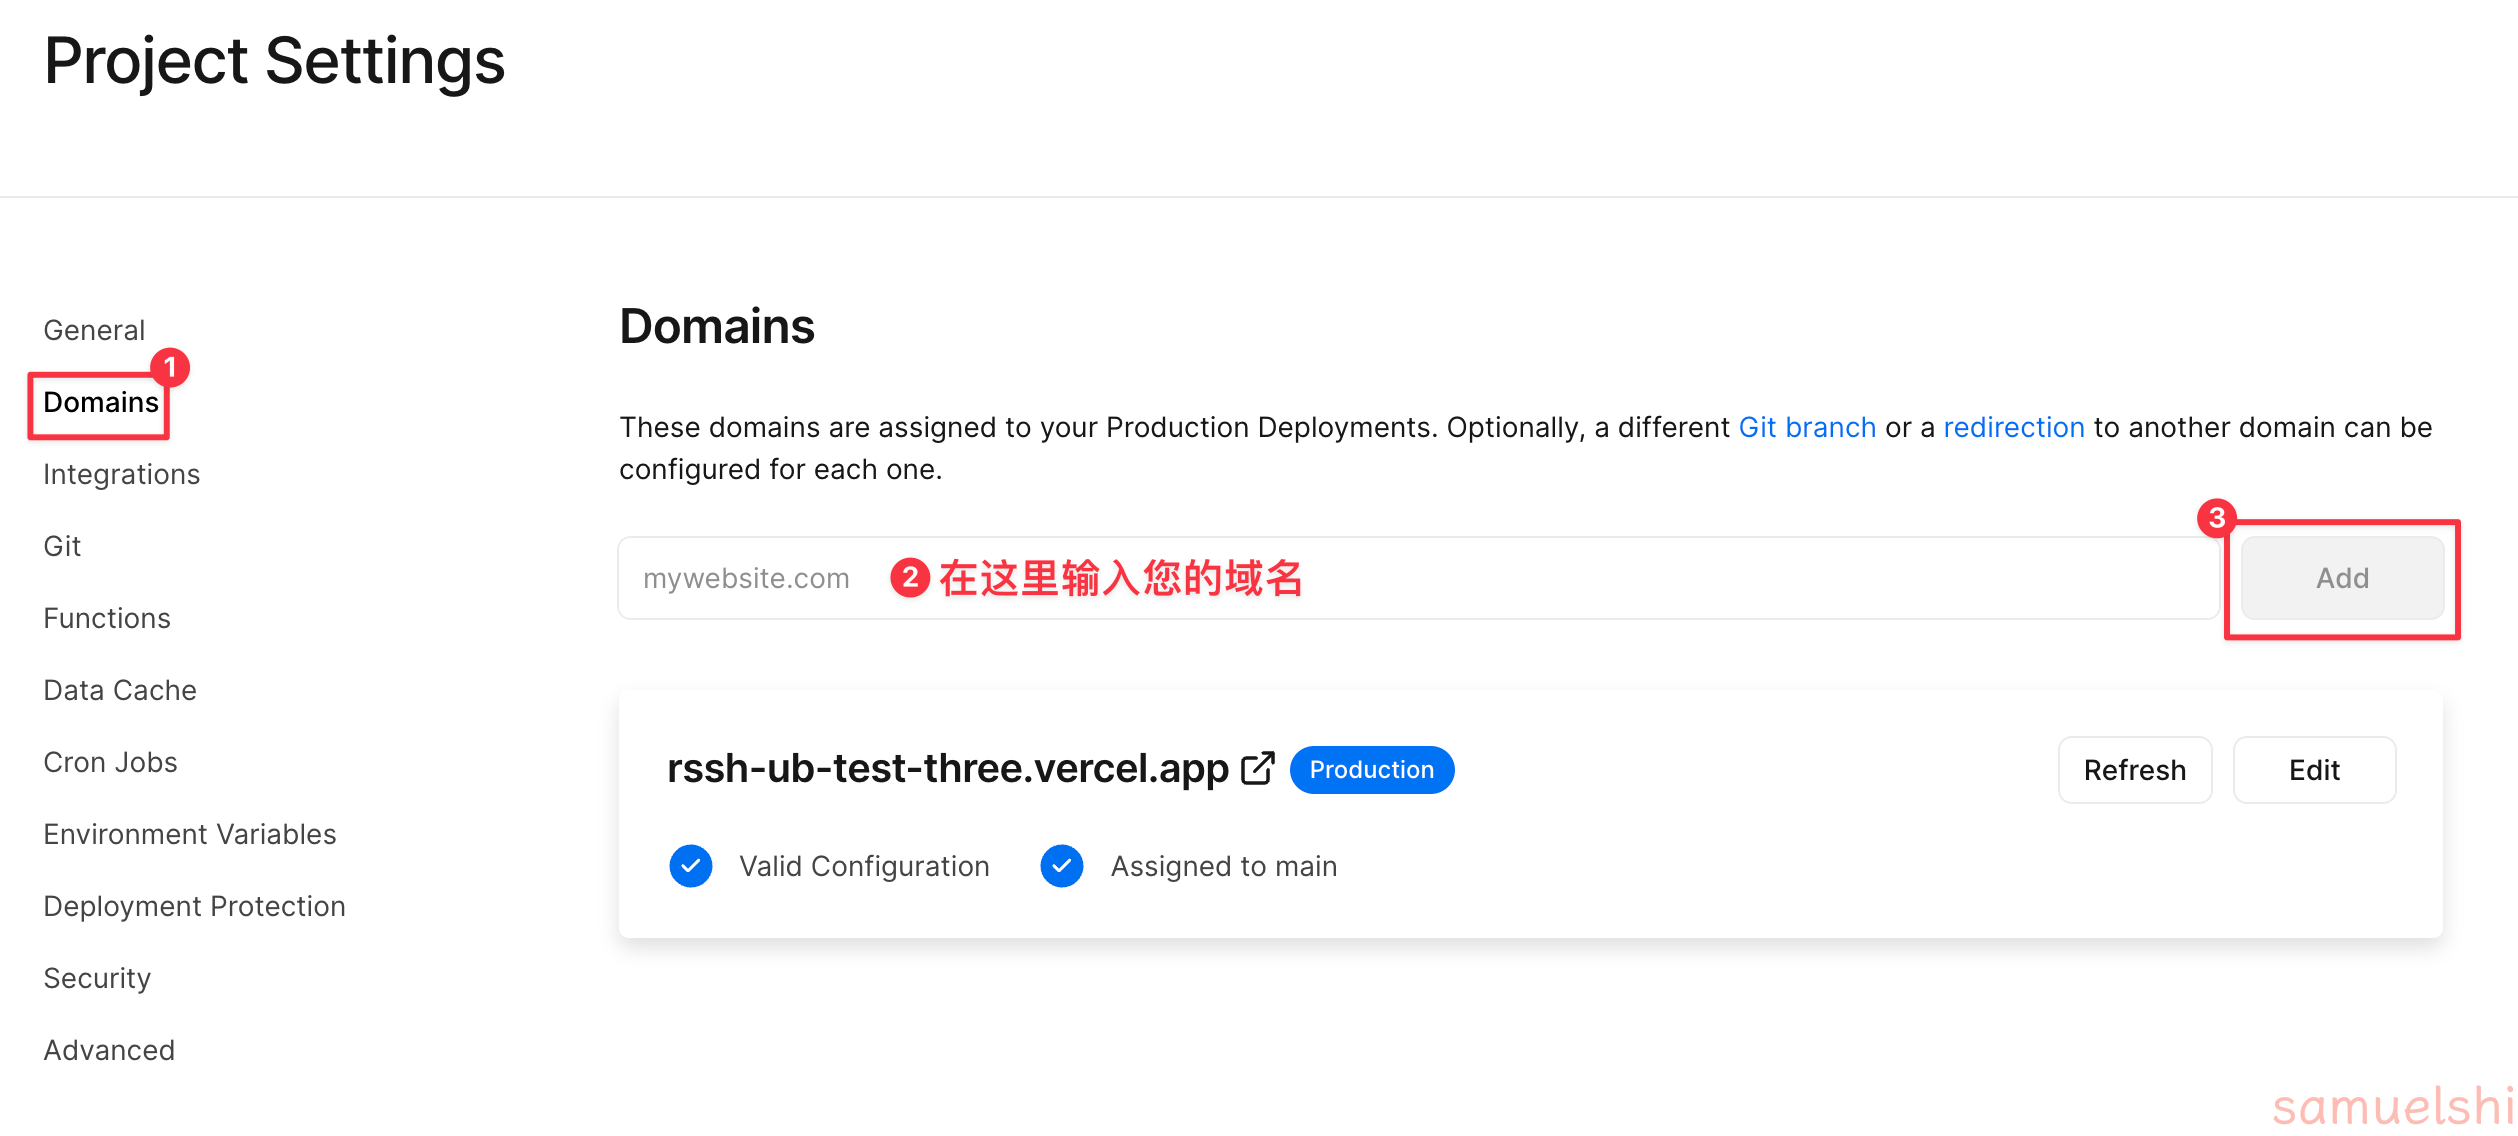 Project Settings
General
1
Domains
Integrations
Git
Functions
Data Cache
Cron Jobs
Environment Variables
Deployment Protection
Security
Advanced
Domains
These domains are assigned to your Production Deployments. Optionally, a different Git branch or a redirection to another domain can be
configured for each one.
mywebsite.com 2 在这里输入您的域名
3
Add
rssh-ub-test-three.vercel.app Production Refresh Edit
Valid Configuration Assigned to main
samuelshi